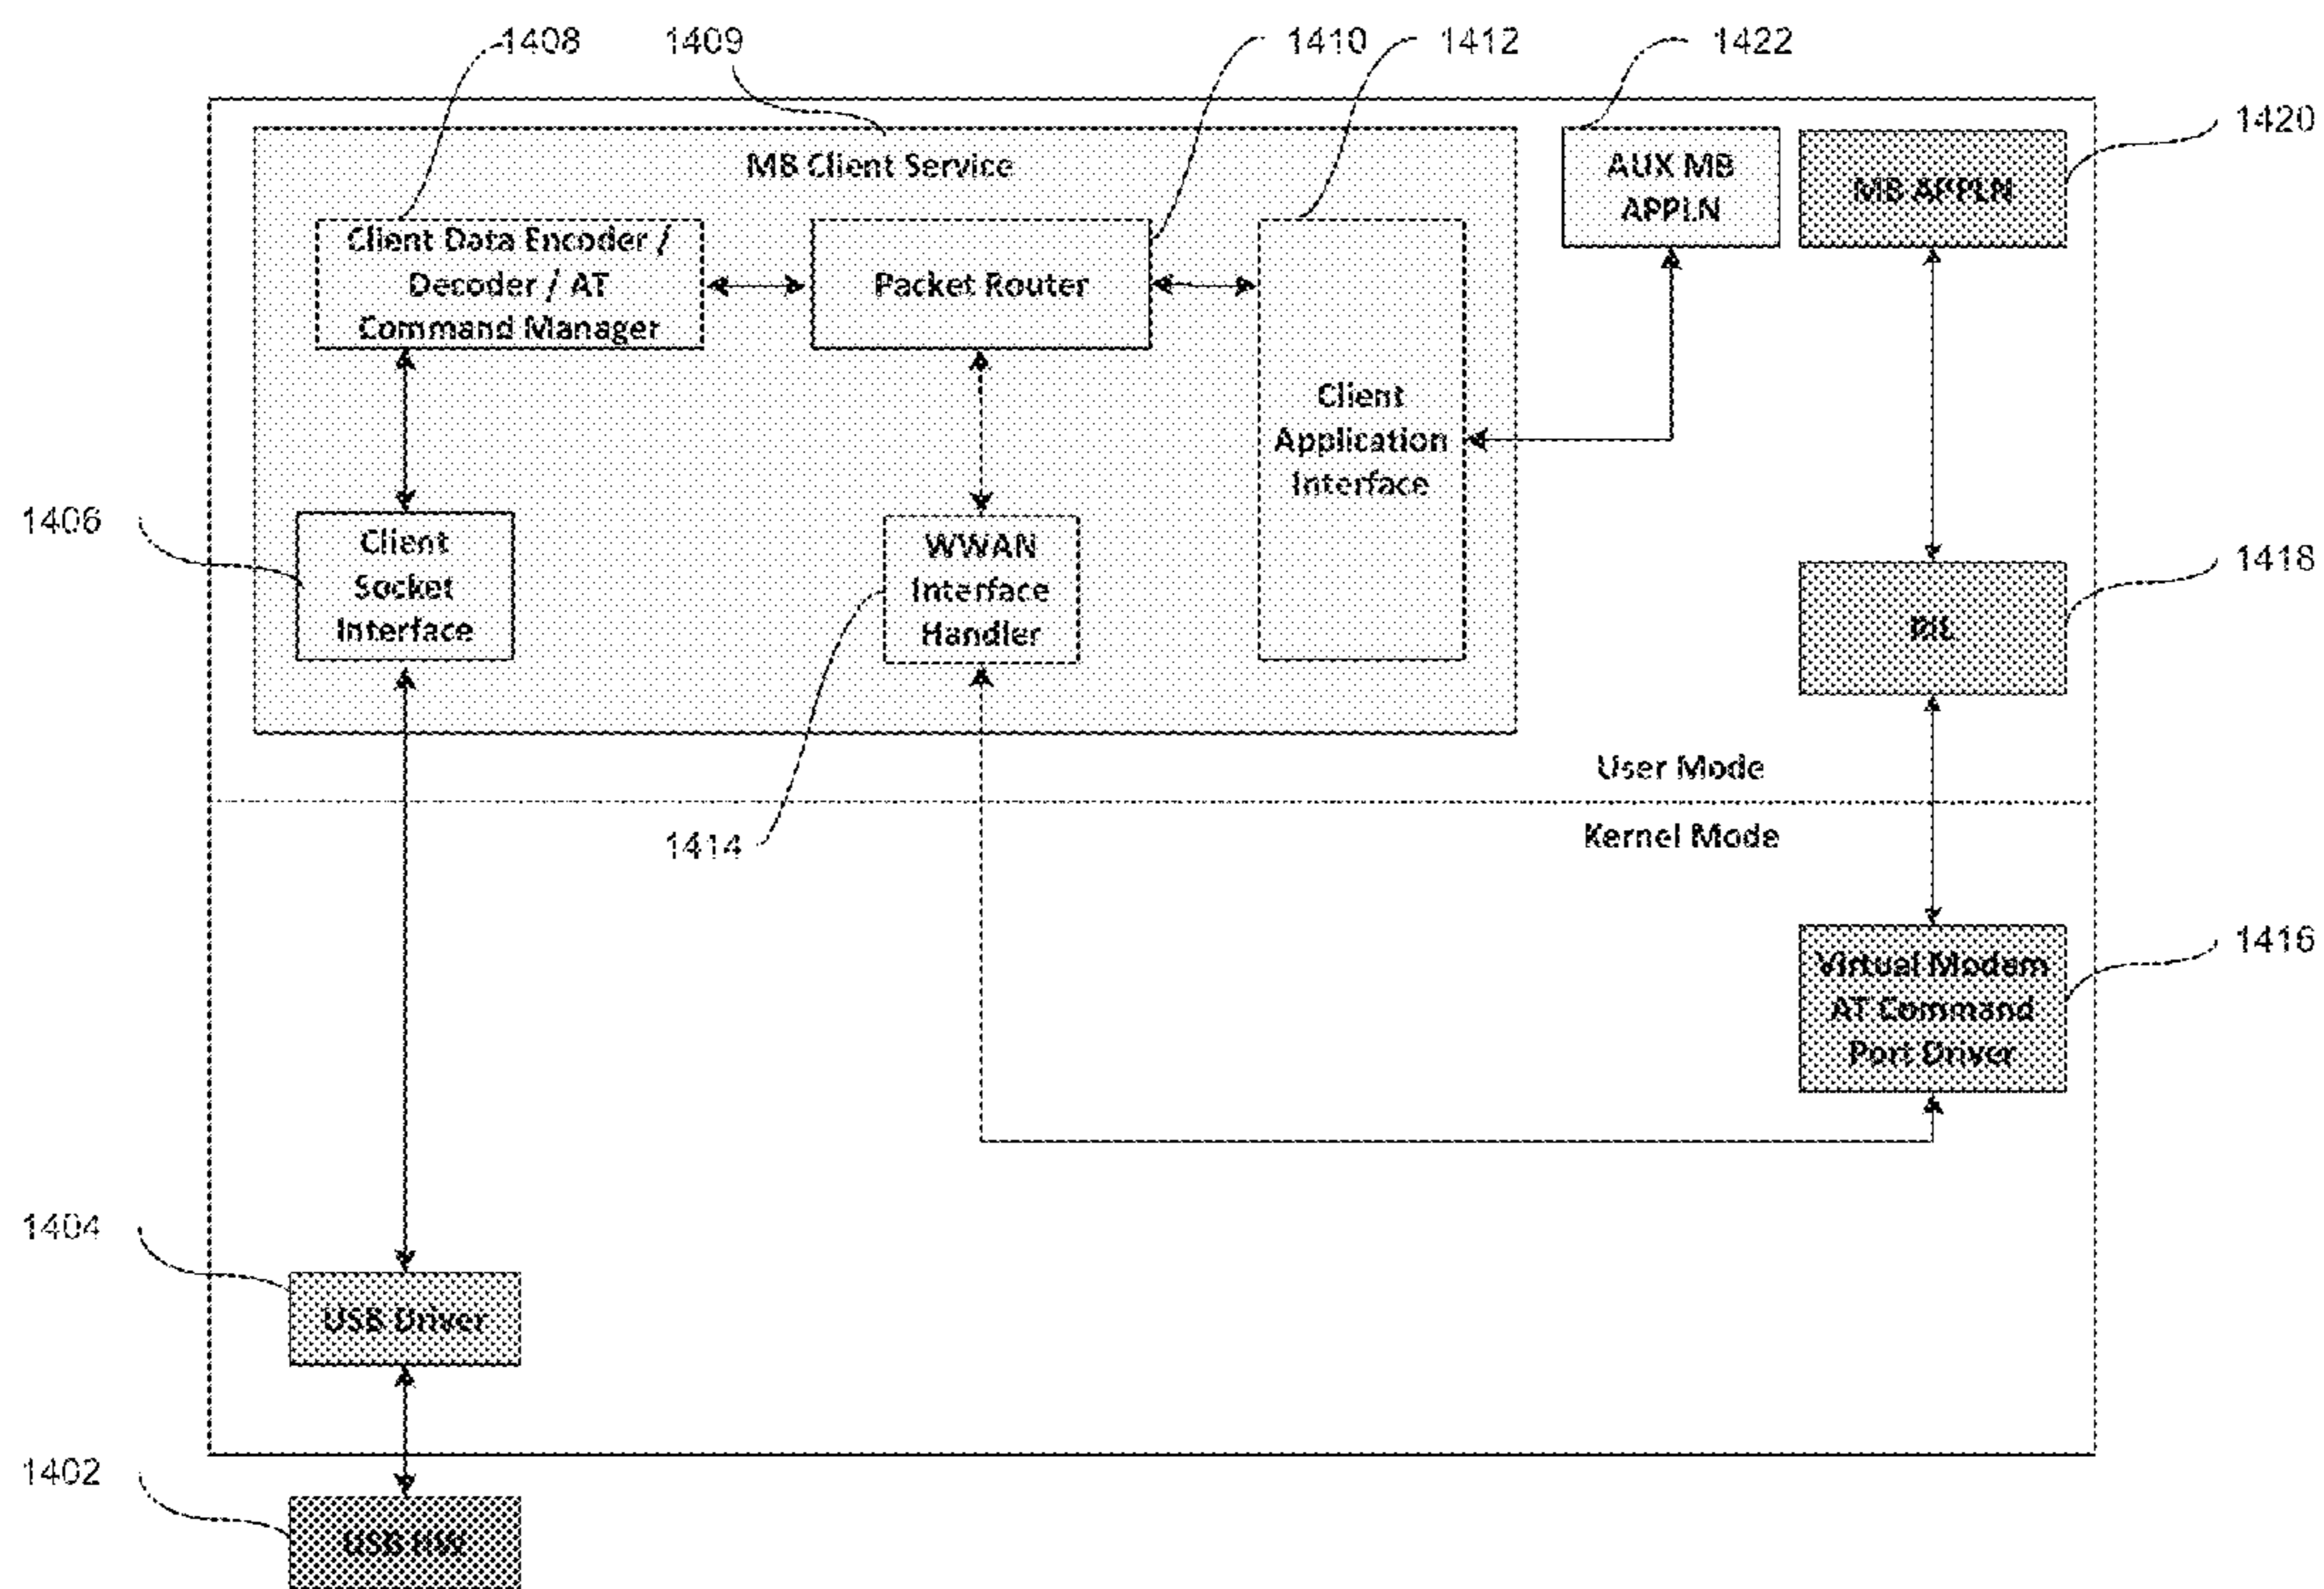 1408
1409
1410
1412
1422
1420
MB Client Service
AUX MB
APPLN
MB APPLN
Client Data Encoder /
Decoder / AT
Command Manager
Packet Router
Client
Application
Interface
1406
Client
Socket
Interface
WWAN
Interface
Handler
1418
RIL
User Mode
1414
Kernel Mode
1416
Virtual Modem
AT Command
Port Driver
1404
USB Driver
1402
USB HW